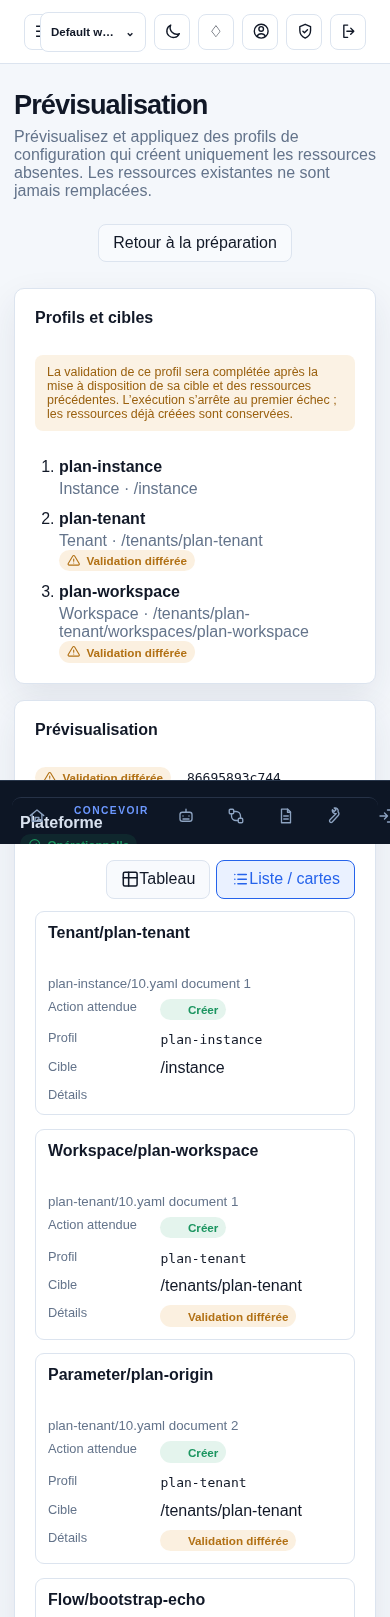 Default w...
Prévisualisation
Prévisualisez et appliquez des profils de
configuration qui créent uniquement les ressources
absentes. Les ressources existantes ne sont
jamais remplacées.
Retour à la préparation
Profils et cibles
La validation de ce profil sera complétée après la
mise à disposition de sa cible et des ressources
précédentes. L'exécution s'arrête au premier échec ;
les ressources déjà créées sont conservées.
1. plan-instance
Instance · /instance
2. plan-tenant
Tenant · /tenants/plan-tenant
Validation différée
3. plan-workspace
Workspace · /tenants/plan-
tenant/workspaces/plan-workspace
Validation différée
Prévisualisation
Validation différée 86695893c744
CONCEVOIR
Plateforme
Opérationnelle
Tableau
Liste / cartes
Tenant/plan-tenant
plan-instance/10.yaml document 1
Action attendue Créer
Profil plan-instance
Cible /instance
Détails
Workspace/plan-workspace
plan-tenant/10.yaml document 1
Action attendue Créer
Profil plan-tenant
Cible /tenants/plan-tenant
Détails Validation différée
Parameter/plan-origin
plan-tenant/10.yaml document 2
Action attendue Créer
Profil plan-tenant
Cible /tenants/plan-tenant
Détails Validation différée
Flow/bootstrap-echo